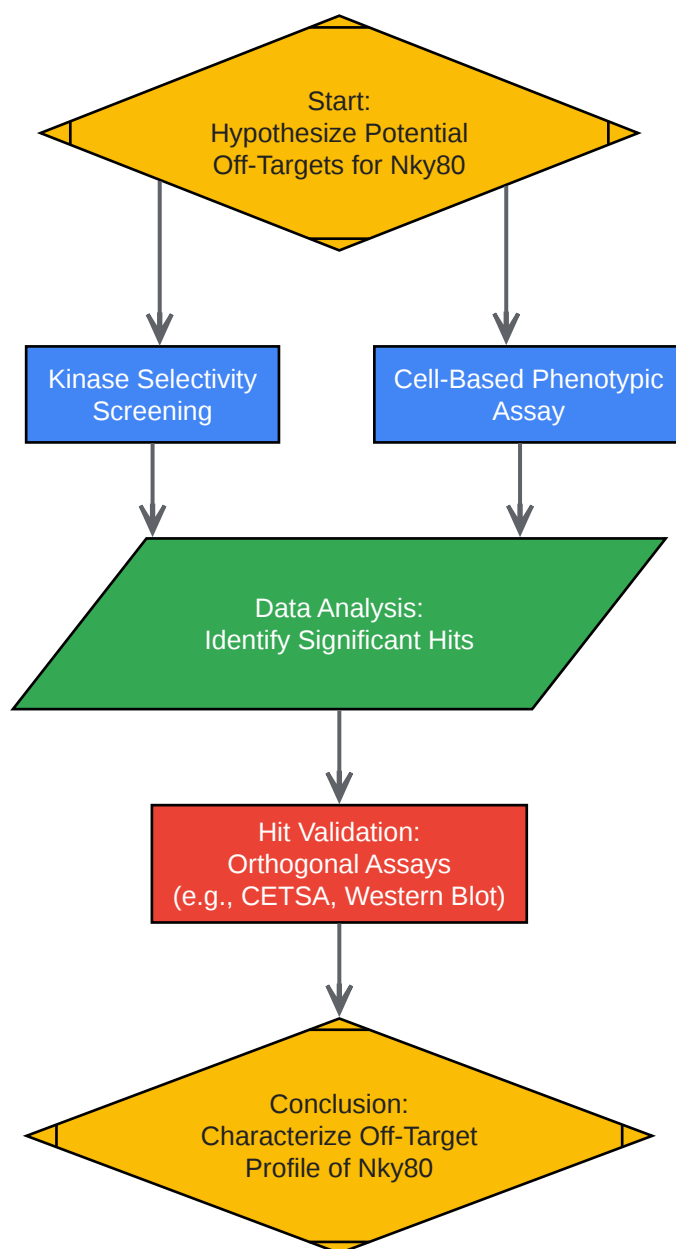 Start:
Hypothesize Potential
Off-Targets for Nky80
Kinase Selectivity
Screening
Cell-Based Phenotypic
Assay
Data Analysis:
Identify Significant Hits
Hit Validation:
Orthogonal Assays
(e.g., CETSA, Western Blot)
Conclusion:
Characterize Off-Target
Profile of Nky80